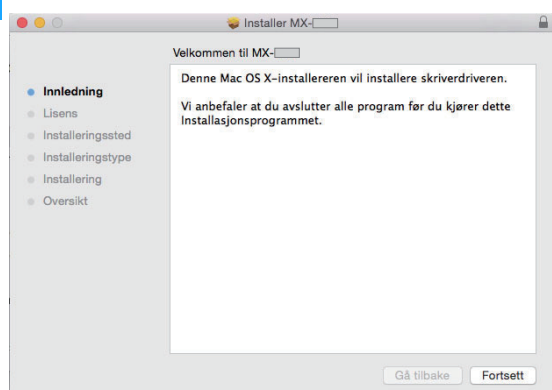 Installer MX-
Velkommen til MX-
Innledning
Lisens
Installeringssted
Installeringstype
Installering
Oversikt
Denne Mac OS X-installereren vil installere skriverdriveren.
Vi anbefaler at du avslutter alle program før du kjører dette
Installasjonsprogrammet.
Gå tilbake
Fortsett